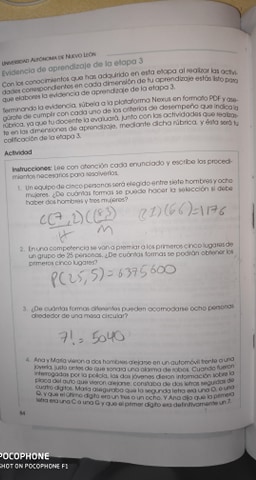 UNIVERSIDAD AUTÓNOMA DE NUEVO LEÓN
Evidencia de aprendizaje de la etapa 3
Con los conocimientos que has adquirido en esta etapa al realizar las activi-
dades correspondientes en cada dimensión de tu aprendizaje estás listo para
que elabores la evidencia de aprendizaje de la etapa 3.
Terminando la evidencia, súbela a la plataforma Nexus en formato PDF y ase-
gúrate de cumplir con cada uno de los criterios de desempeño que indica la
rúbrica, ya que tu docente la evaluará, junto con las actividades que realizas-
te en las dimensiones de aprendizaje, mediante dicha rúbrica, y ésta será tu
calificación de la etapa 3.
Actividad
Instrucciones: Lee con atención cada enunciado y escribe los procedi-
mientos necesarios para resolverlos.
1. Un equipo de cinco personas será elegido entre siete hombres y ocho
mujeres. ¿De cuántas formas se puede hacer la selección si debe
haber dos hombres y tres mujeres?
C(7,2)C(8,3) (21)(56)=1176
H M
2. En una competencia se van a premiar a los primeros cinco lugares de
un grupo de 25 personas. ¿De cuántas formas se podrán obtener los
primeros cinco lugares?
P(25,5)=6375600
3. ¿De cuántas formas diferentes pueden acomodarse ocho personas
alrededor de una mesa circular?
7! = 5040
4. Ana y María vieron a dos hombres alejarse en un automóvil frente a una
joyería, justo antes de que sonara una alarma de robos. Cuando fueron
interrogadas por la policía, las dos jóvenes dieron información sobre la
placa del auto que vieron alejarse: constaba de dos letras seguidas de
cuatro dígitos. María aseguraba que la segunda letra era una O, o una
Q, y que el último dígito era un tres o un ocho. Y Ana dijo que la primera
letra era una C o una G y que el primer dígito era definitivamente un 7.
84
POCOPHONE
SHOT ON POCOPHONE F1